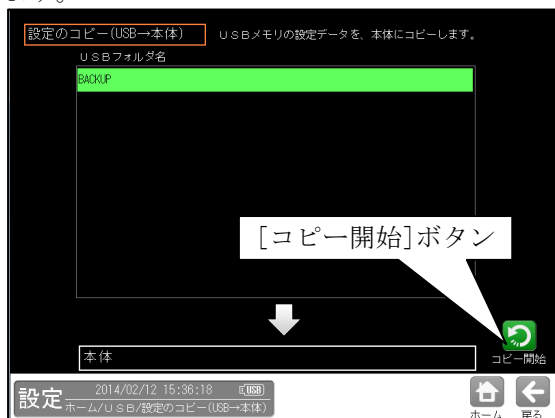 設定のコピー(USB→本体)
USBメモリの設定データを、本体にコピーします。
USBフォルダ名
BACKUP
[コピー開始]ボタン
本体
コピー開始
設定
2014/02/12 15:36:18
USB
ホーム/USB/設定のコピー(USB→本体)
ホーム
戻る